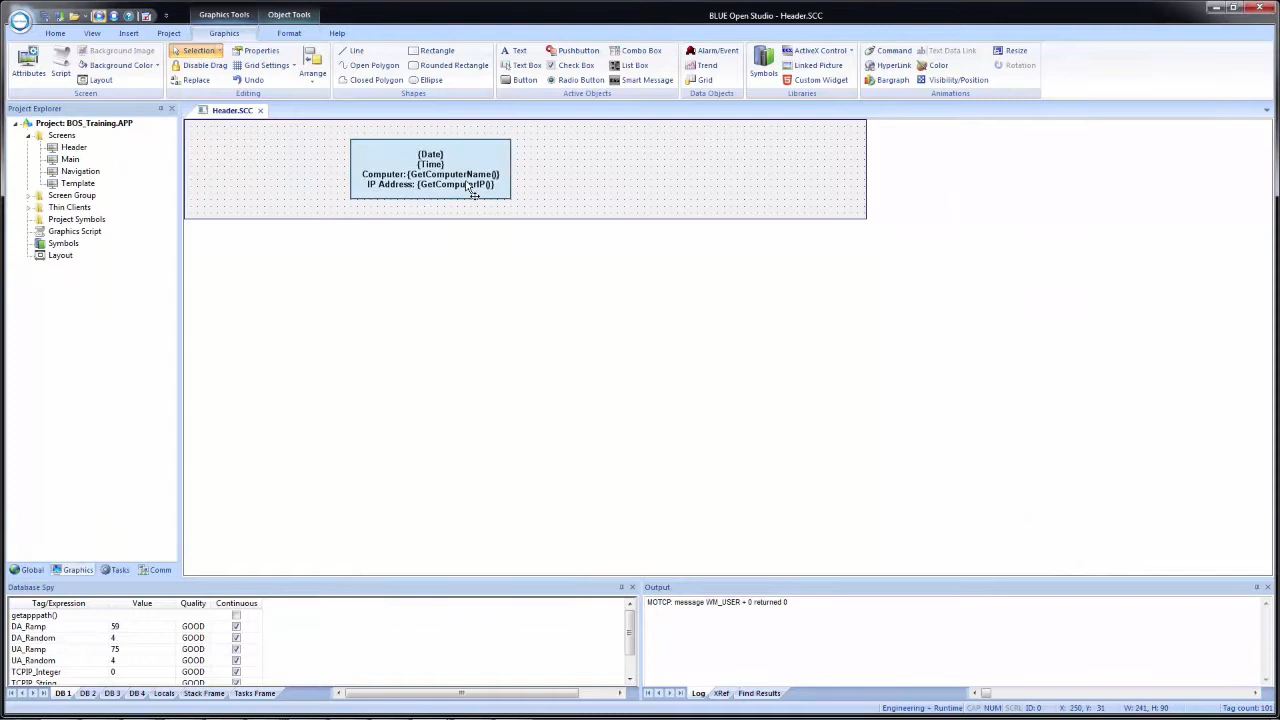 Graphics Tools Object Tools BLUE Open Studio - Header.SCC
Home View Insert Project Graphics Format Help
Attributes Script Background Image Background Color Layout Screen
Selection Properties Disable Drag Grid Settings Replace Undo Arrange Editing
Line Rectangle Open Polygon Rounded Rectangle Closed Polygon Ellipse Shapes
Text Pushbutton Combo Box Text Box Check Box List Box Button Radio Button Smart Message Active Objects
Alarm/Event Trend Grid Data Objects
Symbols ActiveX Control Linked Picture Custom Widget Libraries
Command Text Data Link Resize HyperLink Color Rotation Bargraph Visibility/Position Animations
Project Explorer
Header.SCC
Project: BOS_Training.APP
Screens
Header
Main
Navigation
Template
Screen Group
Thin Clients
Project Symbols
Graphics Script
Symbols
Layout
{Date}
{Time}
Computer: {GetComputerName()}
IP Address: {GetComputerIP()}
Global Graphics Tasks Comm
Database Spy
Tag/Expression Value Quality Continuous
getapppath()
DA_Ramp 59 GOOD
DA_Random 4 GOOD
UA_Ramp 75 GOOD
UA_Random 4 GOOD
TCPIP_Integer 0 GOOD
TCPIP_String
DB 1 DB 2 DB 3 DB 4 Locals Stack Frame Tasks Frame
Output
MOTCP: message WM_USER + 0 returned 0
Log XRef Find Results
Engineering + Runtime CAP NUM SCRL ID: 0 X: 250, Y: 31 W: 241, H: 90 Tag count: 101